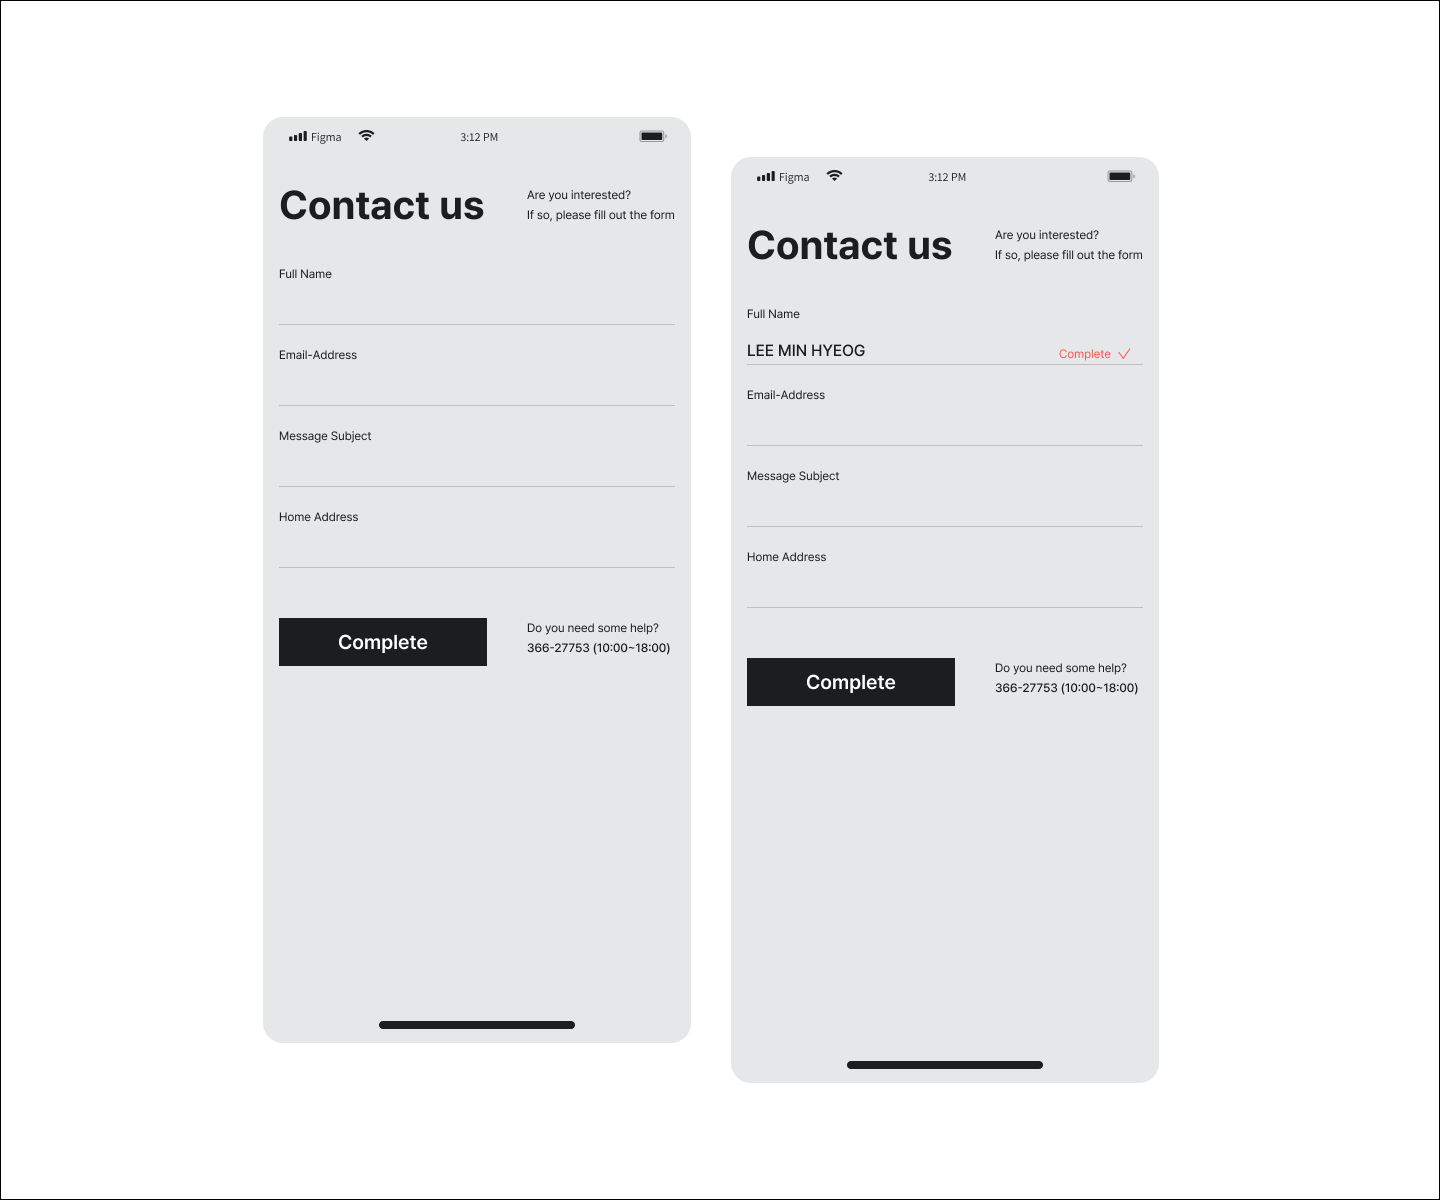 Figma
3:12 PM
Contact us
Are you interested?
If so, please fill out the form
Full Name
Email-Address
Message Subject
Home Address
Complete
Do you need some help?
366-27753 (10:00~18:00)
Figma
3:12 PM
Contact us
Are you interested?
If so, please fill out the form
Full Name
LEE MIN HYEOG
Complete
Email-Address
Message Subject
Home Address
Complete
Do you need some help?
366-27753 (10:00~18:00)